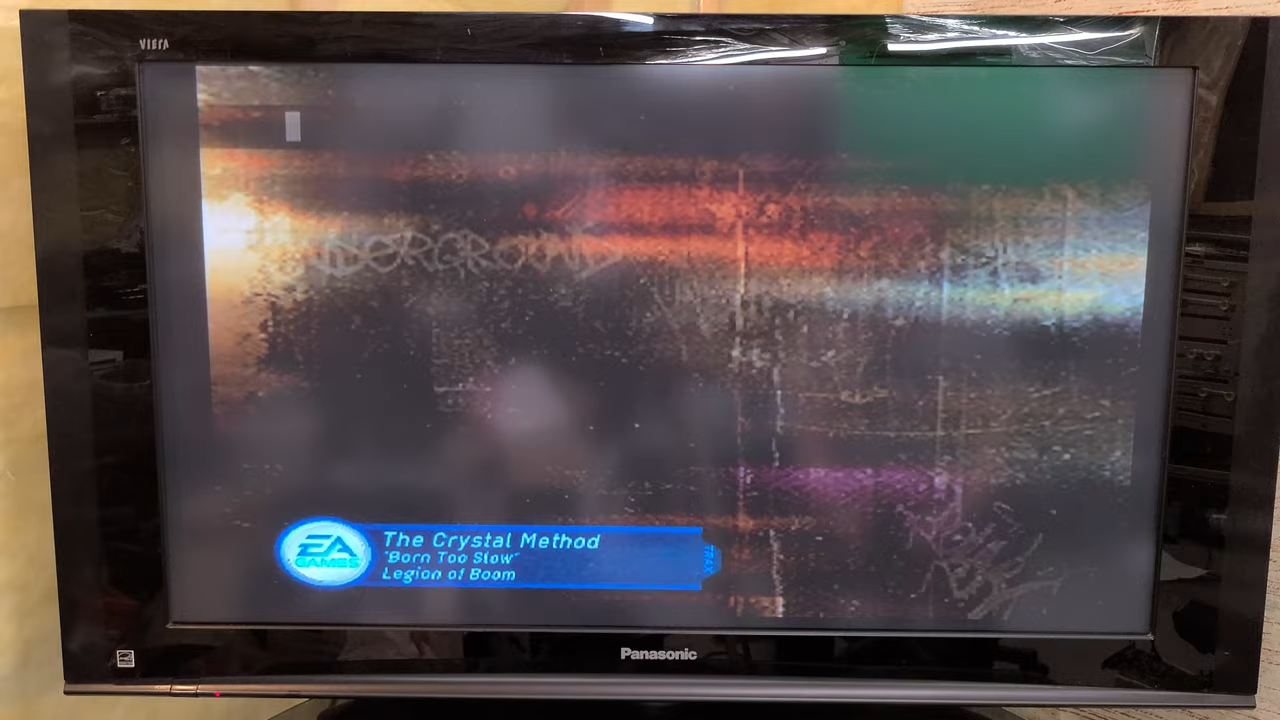 VIERA
UNDERGROUND
EA
GAMES
The Crystal Method
"Born Too Slow"
Legion of Boom
TRAX
Panasonic